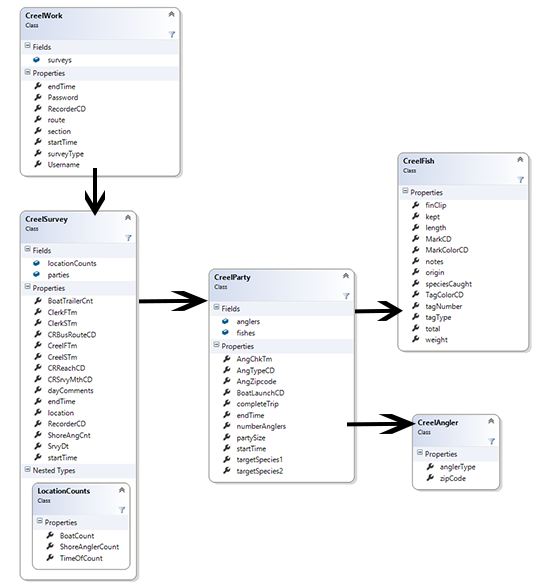 CreelWork
Class
Fields
surveys
Properties
endTime
Password
RecorderCD
route
section
startTime
surveyType
Username
CreelSurvey
Class
Fields
locationCounts
parties
Properties
BoatTrailerCnt
ClerkFTm
ClerkSTm
CRBusRouteCD
CreelFTm
CreelSTm
CRReachCD
CRSrvyMthCD
dayComments
endTime
location
RecorderCD
ShoreAngCnt
SrvyDt
startTime
Nested Types
LocationCounts
Class
Properties
BoatCount
ShoreAnglerCount
TimeOfCount
CreelParty
Class
Fields
anglers
fishes
Properties
AngChkTm
AngTypeCD
AngZipcode
BoatLaunchCD
completeTrip
endTime
numberAnglers
partySize
startTime
targetSpecies1
targetSpecies2
CreelFish
Class
Properties
finClip
kept
length
MarkCD
MarkColorCD
notes
origin
speciesCaught
TagColorCD
tagNumber
tagType
total
weight
CreelAngler
Class
Properties
anglerType
zipCode